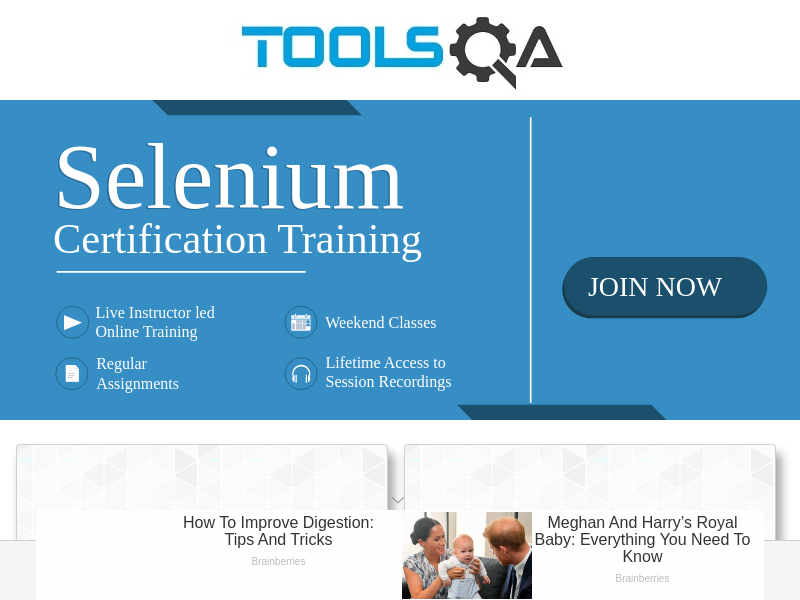 TOOLSQA
Selenium
Certification Training
Live Instructor led
Online Training
Weekend Classes
Regular
Assignments
Lifetime Access to
Session Recordings
JOIN NOW
How To Improve Digestion:
Tips And Tricks
Brainberries
Meghan And Harry’s Royal
Baby: Everything You Need To
Know
Brainberries